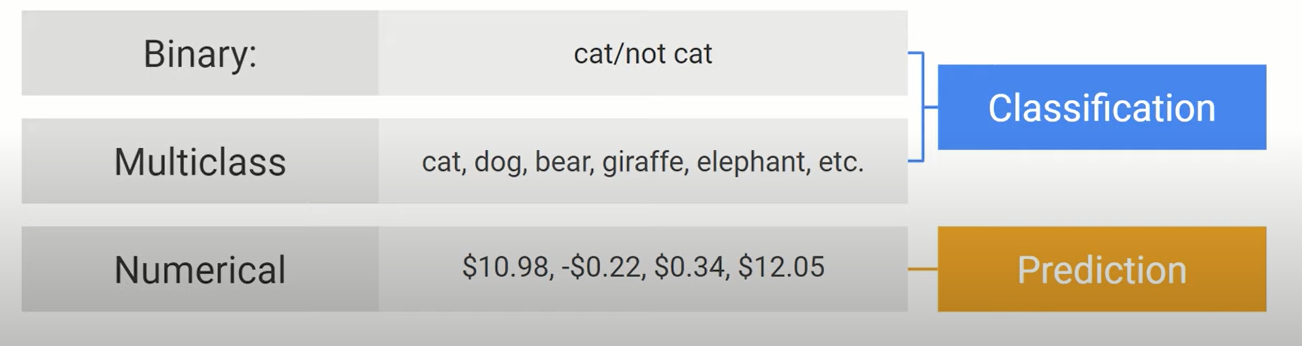 Binary:
cat/not cat
Classification
Multiclass
cat, dog, bear, giraffe, elephant, etc.
Numerical
$10.98, -$0.22, $0.34, $12.05
Prediction